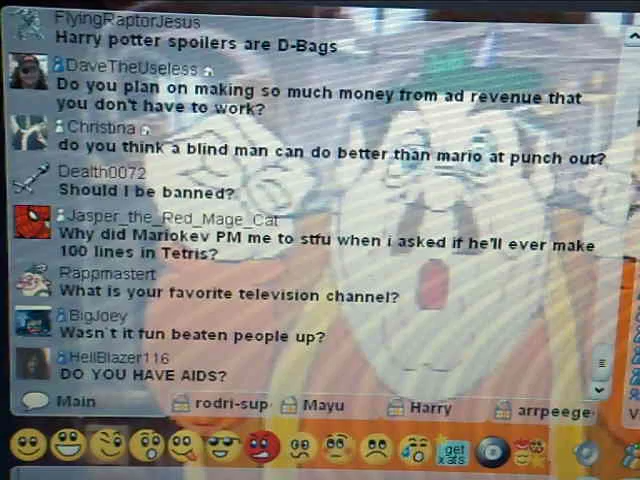 FlyingRaptorJesus
Harry potter spoilers are D-Bags
DaveTheUseless
Do you plan on making so much money from ad revenue that
you don't have to work?
Christina
do you think a blind man can do better than mario at punch out?
Dealth0072
Should I be banned?
Jasper_the_Red_Mage_Cat
Why did Mariokev PM me to stfu when i asked if he'll ever make
100 lines in Tetris?
Rappmastert
What is your favorite television channel?
BigJoey
Wasn't it fun beaten people up?
HellBlazer116
DO YOU HAVE AIDS?
Main rodri-sup Mayu Harry arrpeege
get
xats